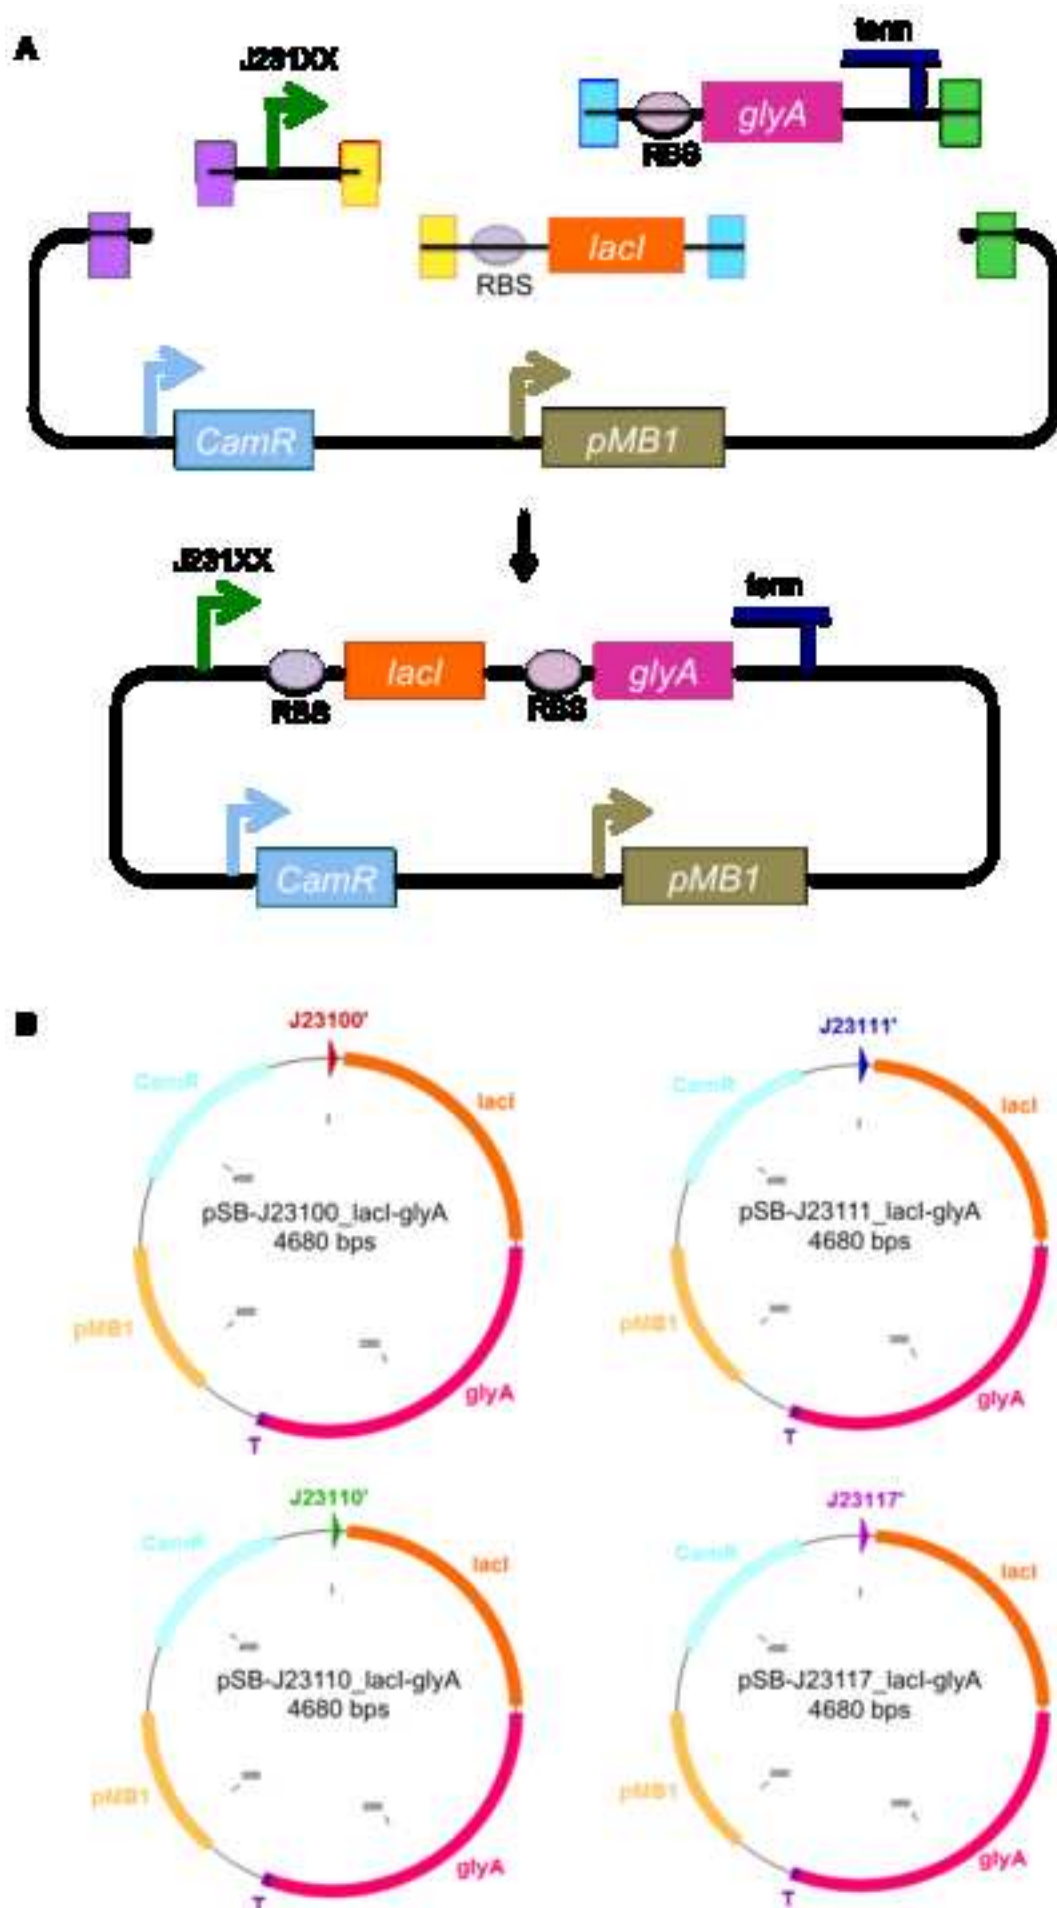 A
J231XX
term
glyA
RBS
lacI
RBS
CamR
pMB1
J231XX
term
lacI
glyA
RBS
RBS
CamR
pMB1
B
J23100'
CamR
lacI
pSB-J23100_lacI-glyA
4680 bps
pMB1
glyA
T
J23111'
CamR
lacI
pSB-J23111_lacI-glyA
4680 bps
pMB1
glyA
T
J23110'
CamR
lacI
pSB-J23110_lacI-glyA
4680 bps
pMB1
glyA
T
J23117'
CamR
lacI
pSB-J23117_lacI-glyA
4680 bps
pMB1
glyA
T